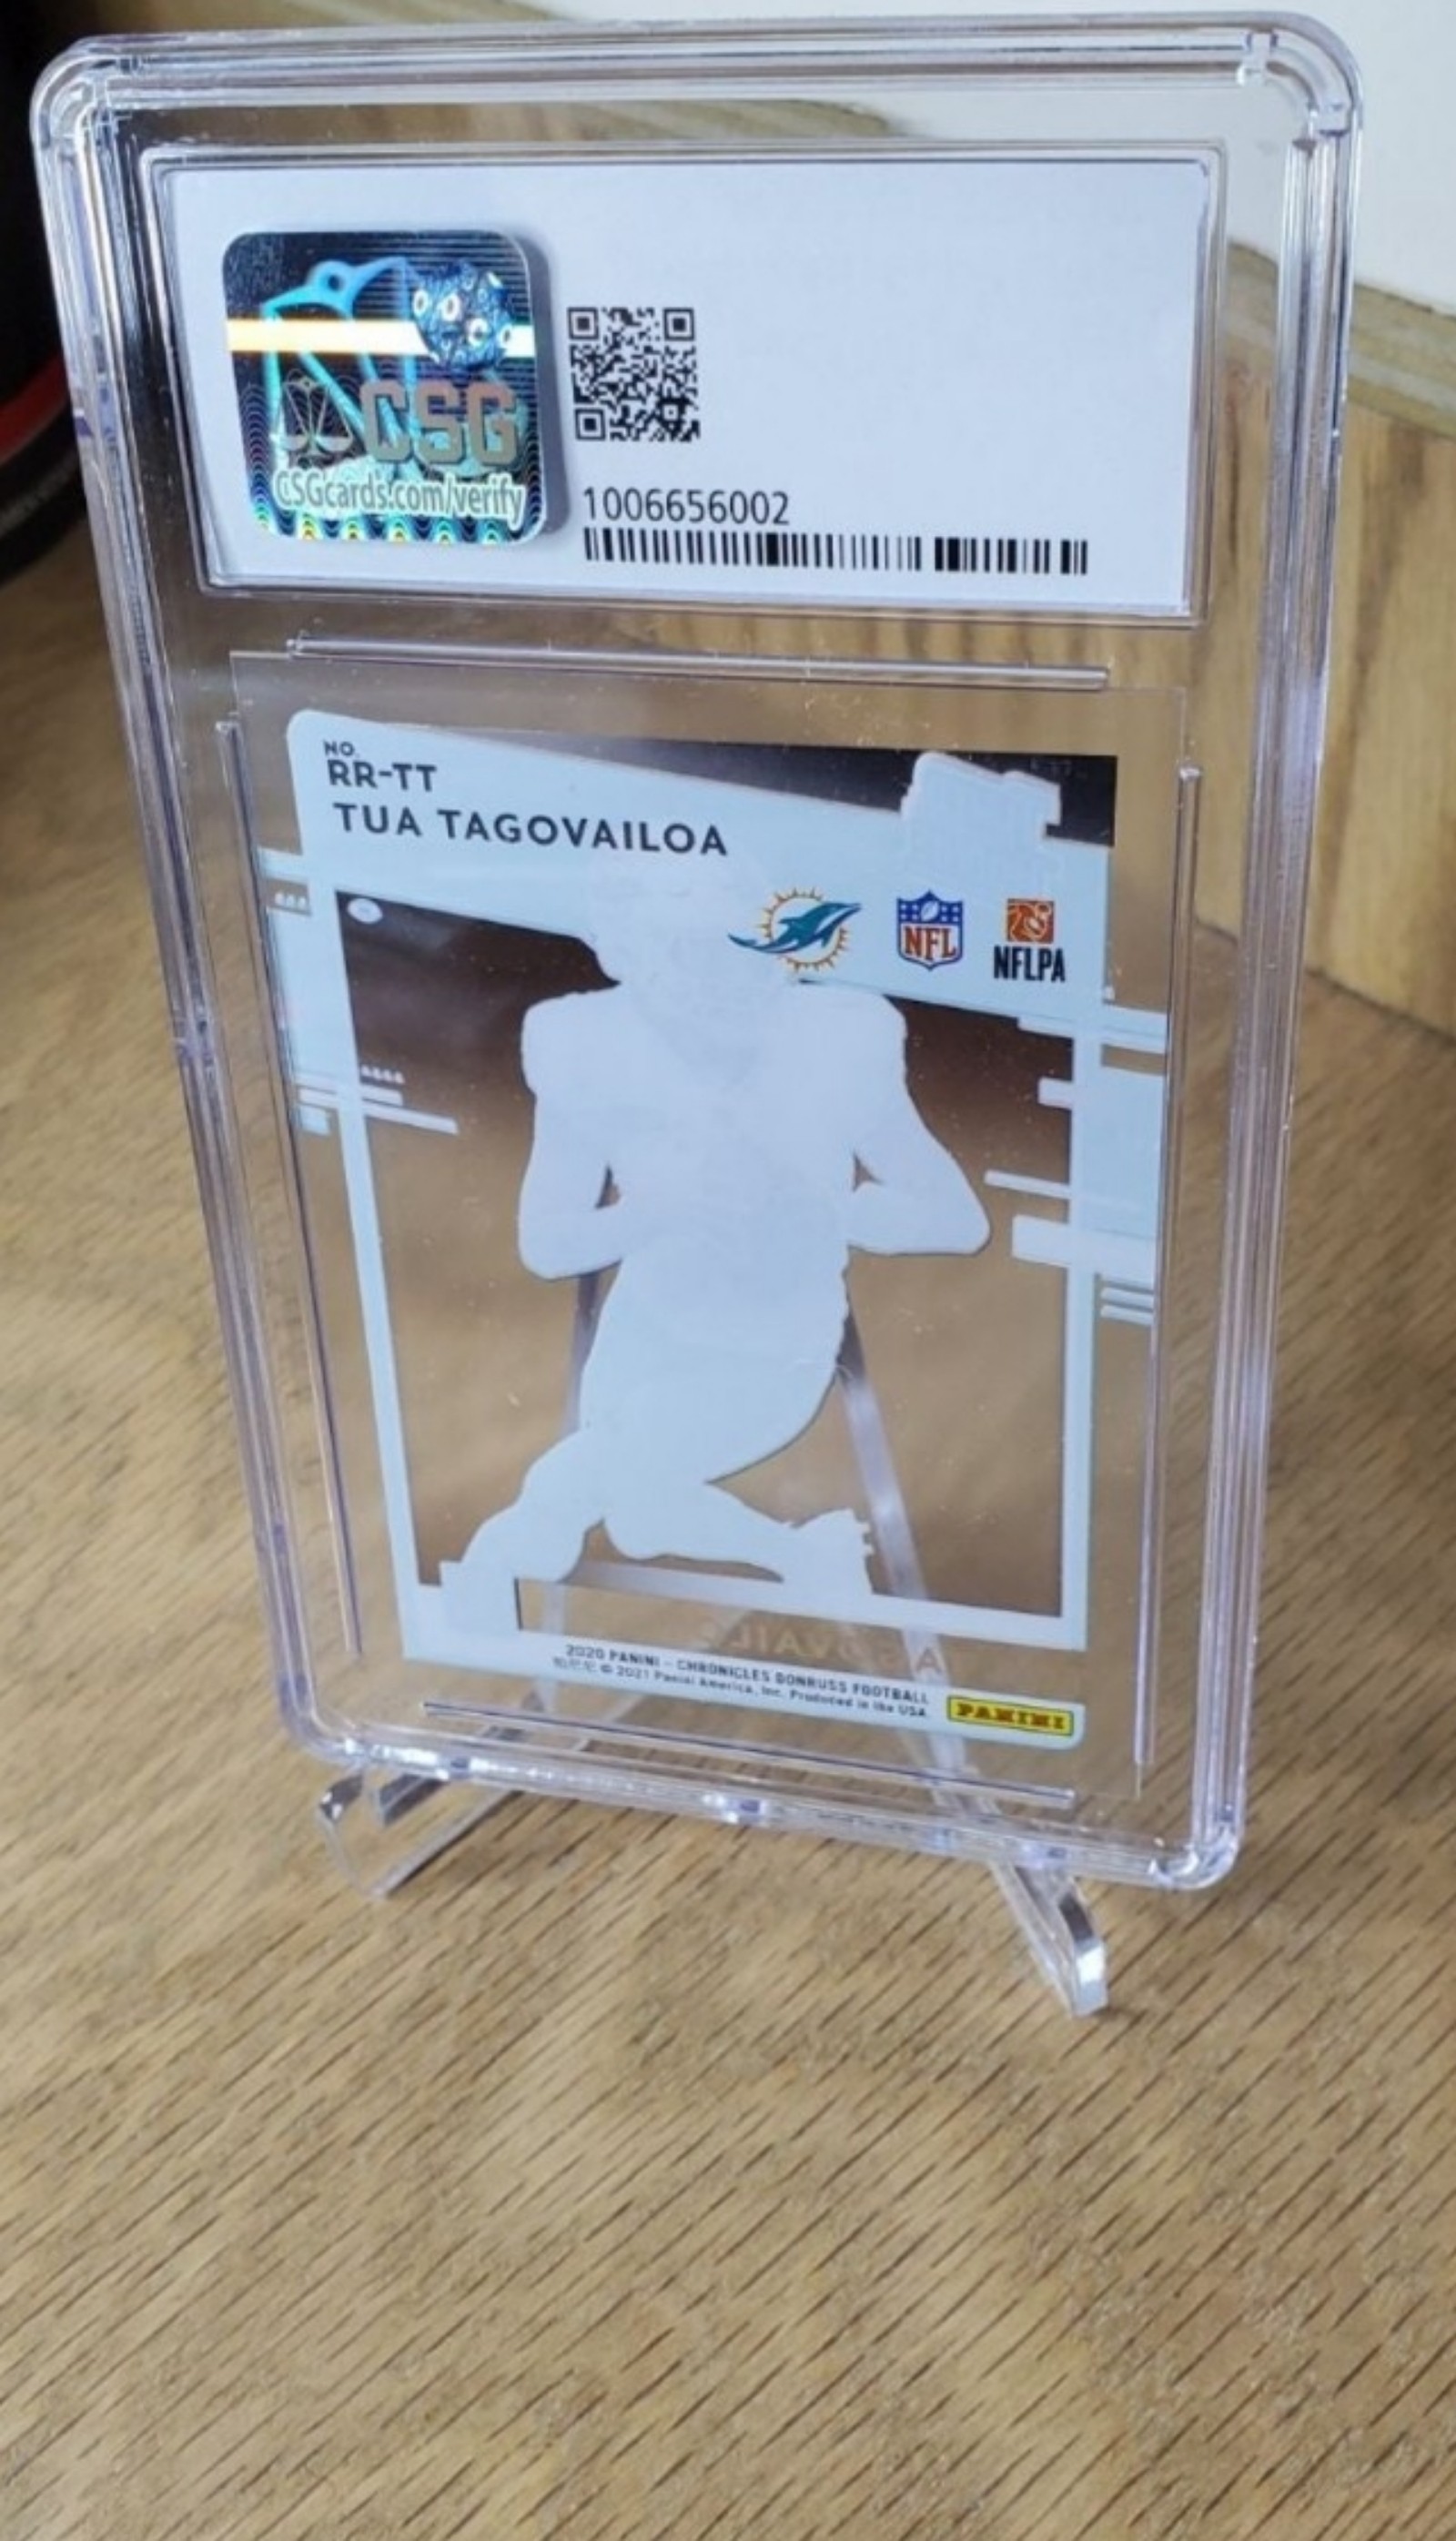 CSG
CSGcards.com/verify
1006656002
NO.
RR-TT
TUA TAGOVAILOA
NFL
NFLPA
2020 PANINI - CHRONICLES DONRUSS FOOTBALL
© 2021 Panini America, Inc. Produced in the USA.
PANINI